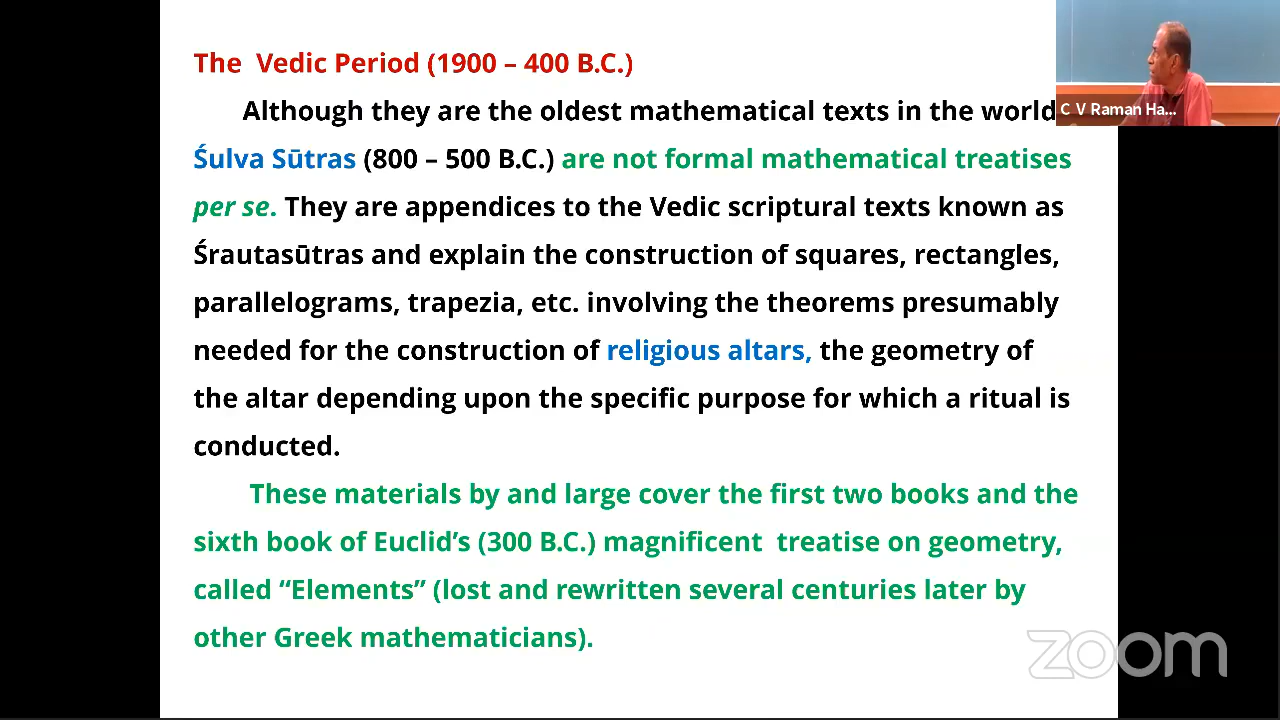 The Vedic Period (1900 – 400 B.C.)
Although they are the oldest mathematical texts in the world
Śulva Sūtras (800 – 500 B.C.) are not formal mathematical treatises
per se. They are appendices to the Vedic scriptural texts known as
Śrautasūtras and explain the construction of squares, rectangles,
parallelograms, trapezia, etc. involving the theorems presumably
needed for the construction of religious altars, the geometry of
the altar depending upon the specific purpose for which a ritual is
conducted.
These materials by and large cover the first two books and the
sixth book of Euclid's (300 B.C.) magnificent treatise on geometry,
called “Elements” (lost and rewritten several centuries later by
other Greek mathematicians).
C V Raman Ha...
zoom